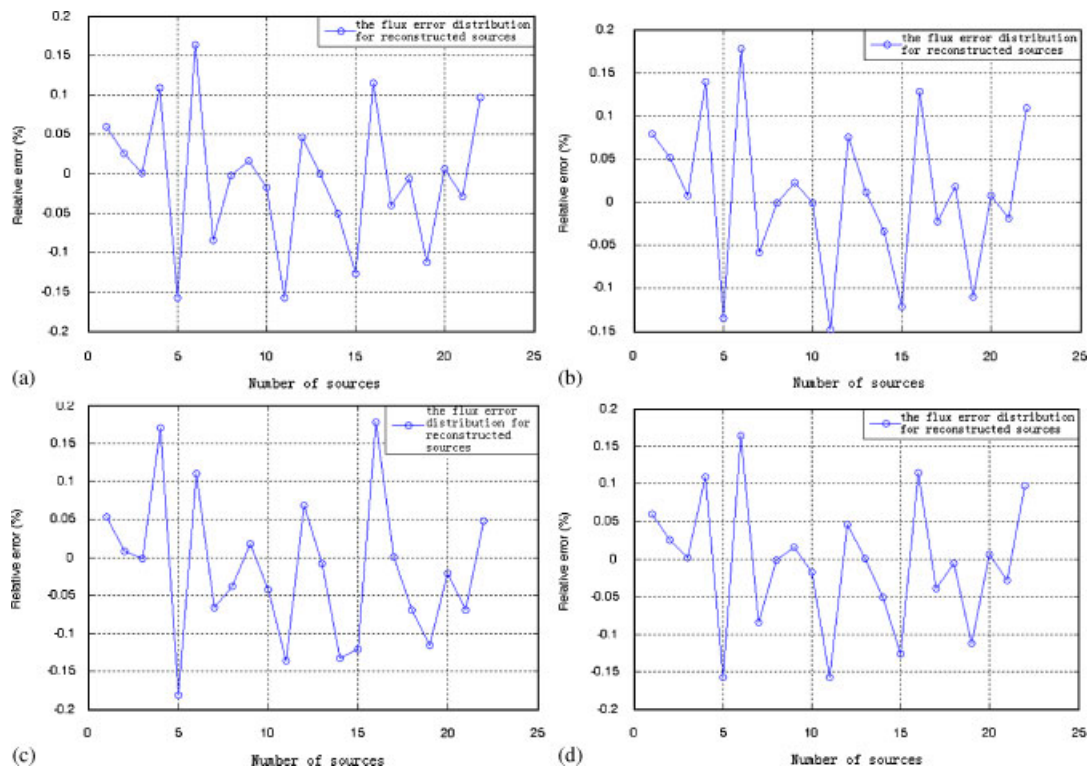 the flux error distribution
for reconstructed sources
0.2
0.15
0.1
0.05
0
-0.05
-0.1
-0.15
-0.2
Relative error (%)
0 5 10 15 20 25
Number of sources
(a)
the flux error distribution
for reconstructed sources
0.2
0.15
0.1
0.05
0
-0.05
-0.1
-0.15
Relative error (%)
0 5 10 15 20 25
Number of sources
(b)
the flux error
distribution for
reconstructed
sources
0.2
0.15
0.1
0.05
0
-0.05
-0.1
-0.15
-0.2
Relative error (%)
0 5 10 15 20 25
Number of sources
(c)
the flux error distribution
for reconstructed sources
0.2
0.15
0.1
0.05
0
-0.05
-0.1
-0.15
-0.2
Relative error (%)
0 5 10 15 20 25
Number of sources
(d)